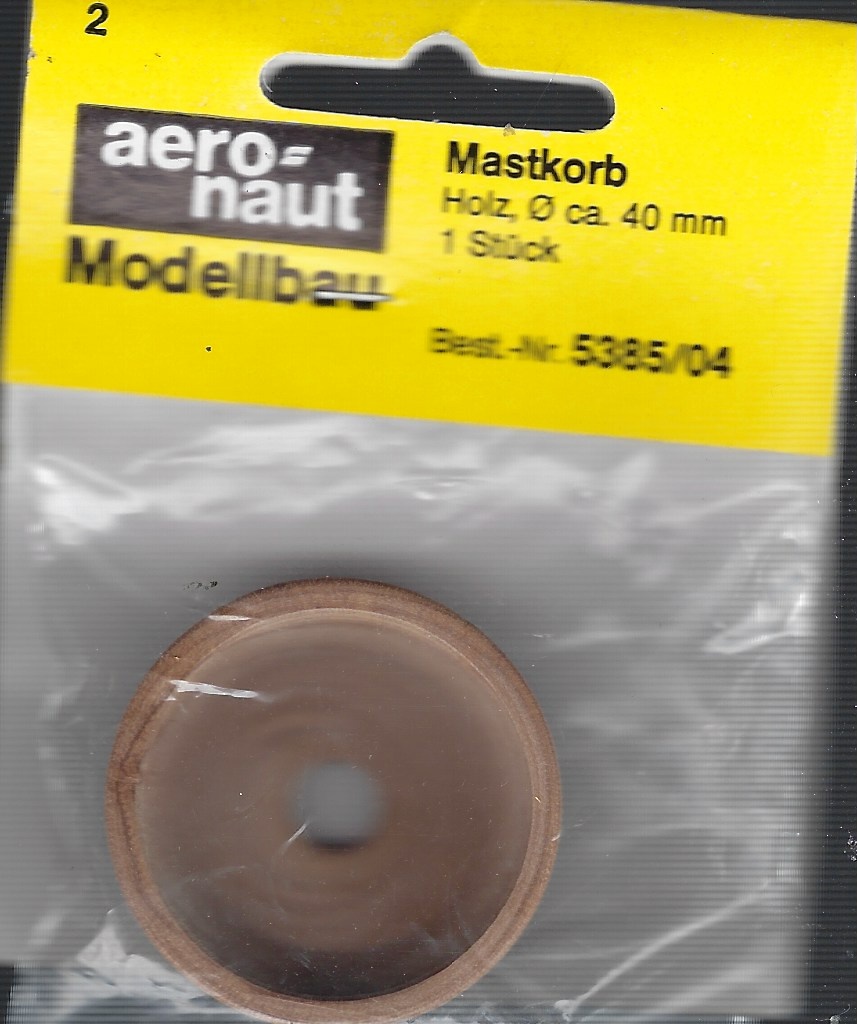 2
aero-
naut
Modellbau
Mastkorb
Holz, Ø ca. 40 mm
1 Stück
Best.-Nr. 5385/04